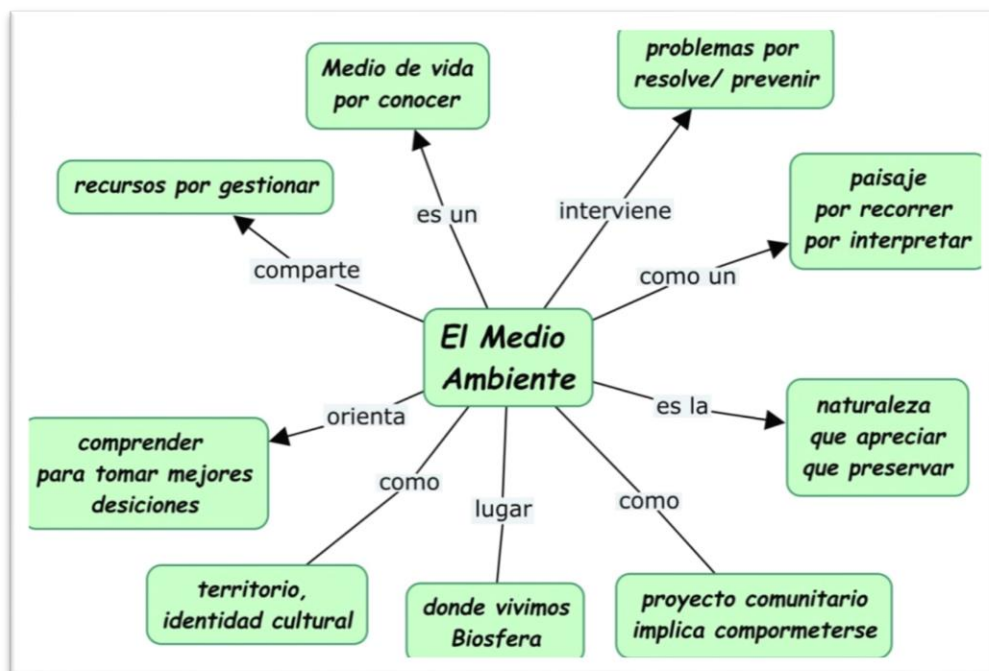 problemas por
resolve/ prevenir
Medio de vida
por conocer
recursos por gestionar
paisaje
por recorrer
por interpretar
es un
interviene
comparte
como un
El Medio
Ambiente
orienta
es la
comprender
para tomar mejores
desiciones
naturaleza
que apreciar
que preservar
como
lugar
como
territorio,
identidad cultural
donde vivimos
Biosfera
proyecto comunitario
implica compormeterse